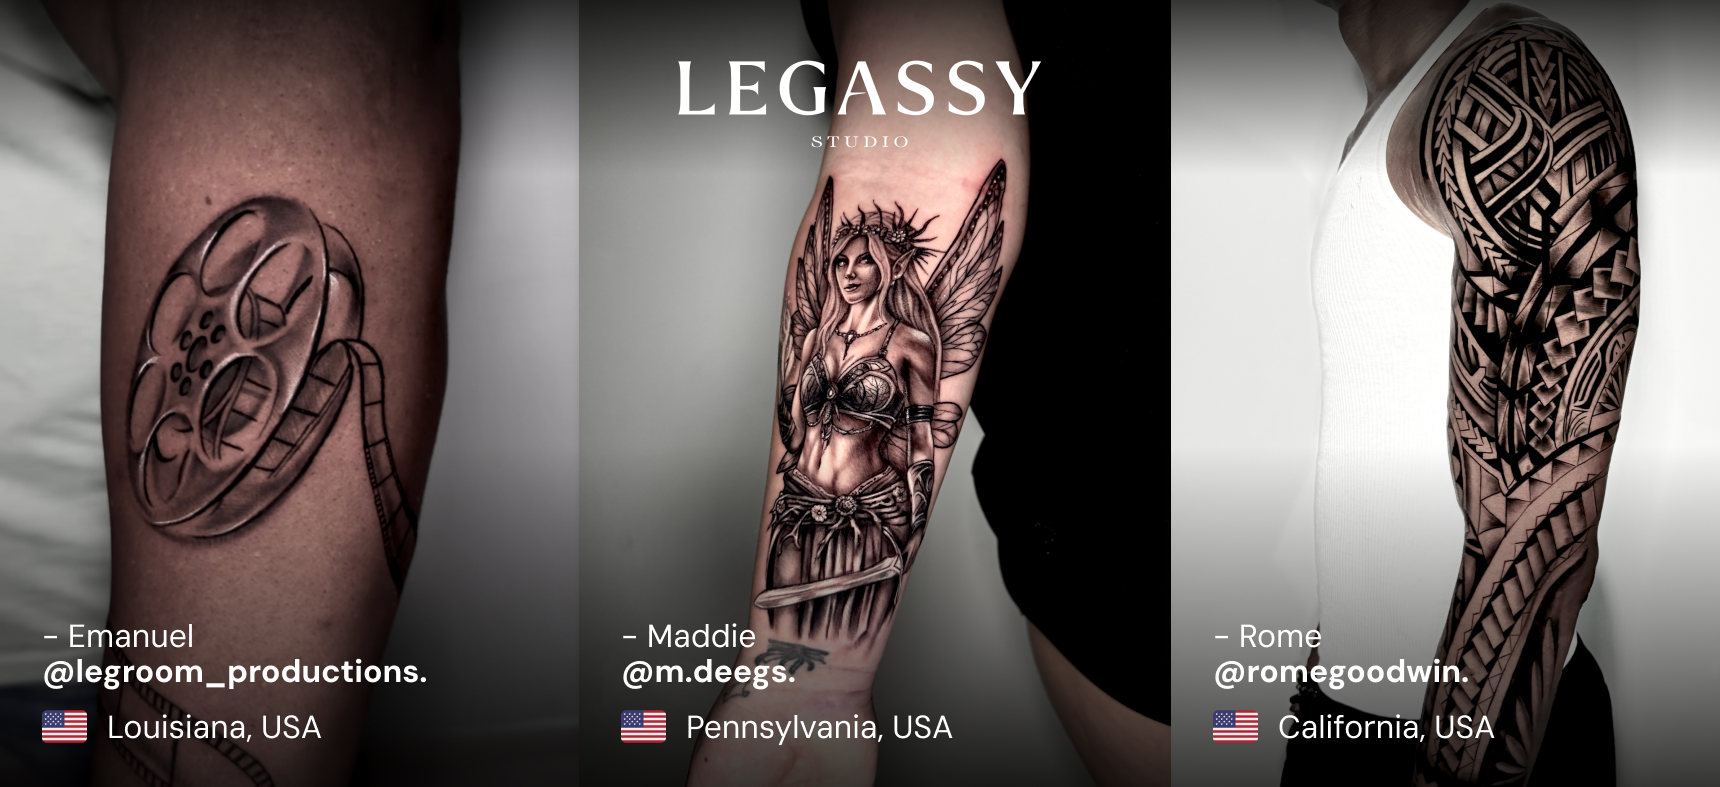 LEGASSY
STUDIO
- Emanuel
@legroom_productions.
Louisiana, USA
- Maddie
@m.deegs.
Pennsylvania, USA
- Rome
@romegoodwin.
California, USA